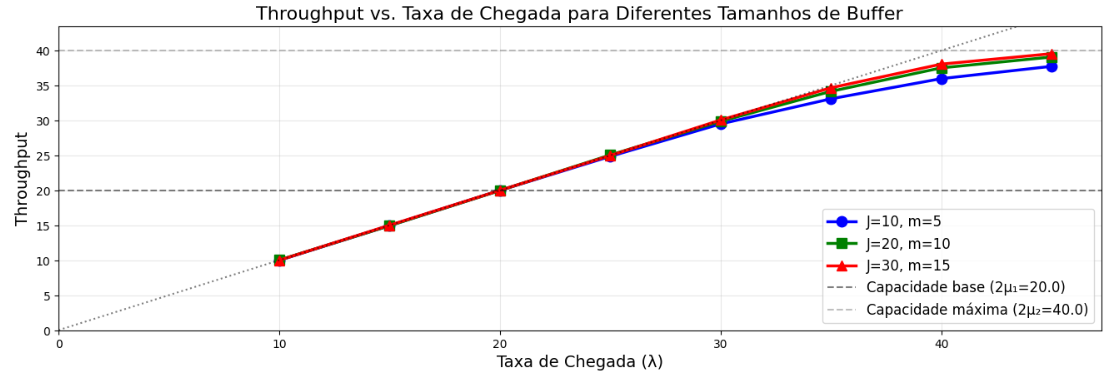 Throughput vs. Taxa de Chegada para Diferentes Tamanhos de Buffer
Throughput
40
35
30
25
20
15
10
5
0
0
10
20
30
40
Taxa de Chegada (λ)
J=10, m=5
J=20, m=10
J=30, m=15
Capacidade base (2μ₁=20.0)
Capacidade máxima (2μ₂=40.0)